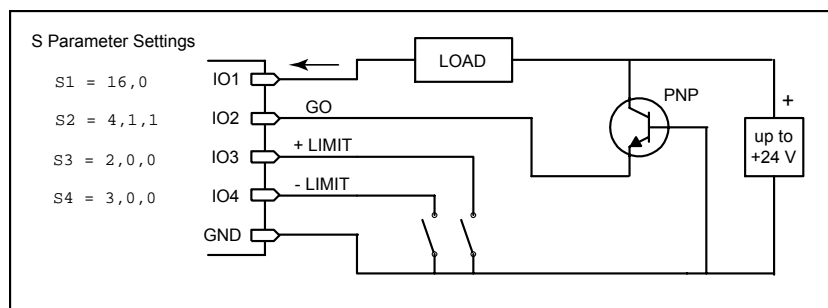 S Parameter Settings
S1 = 16,0
S2 = 4,1,1
S3 = 2,0,0
S4 = 3,0,0
IO1
IO2
IO3
IO4
GND
LOAD
GO
+ LIMIT
- LIMIT
PNP
+
up to
+24 V